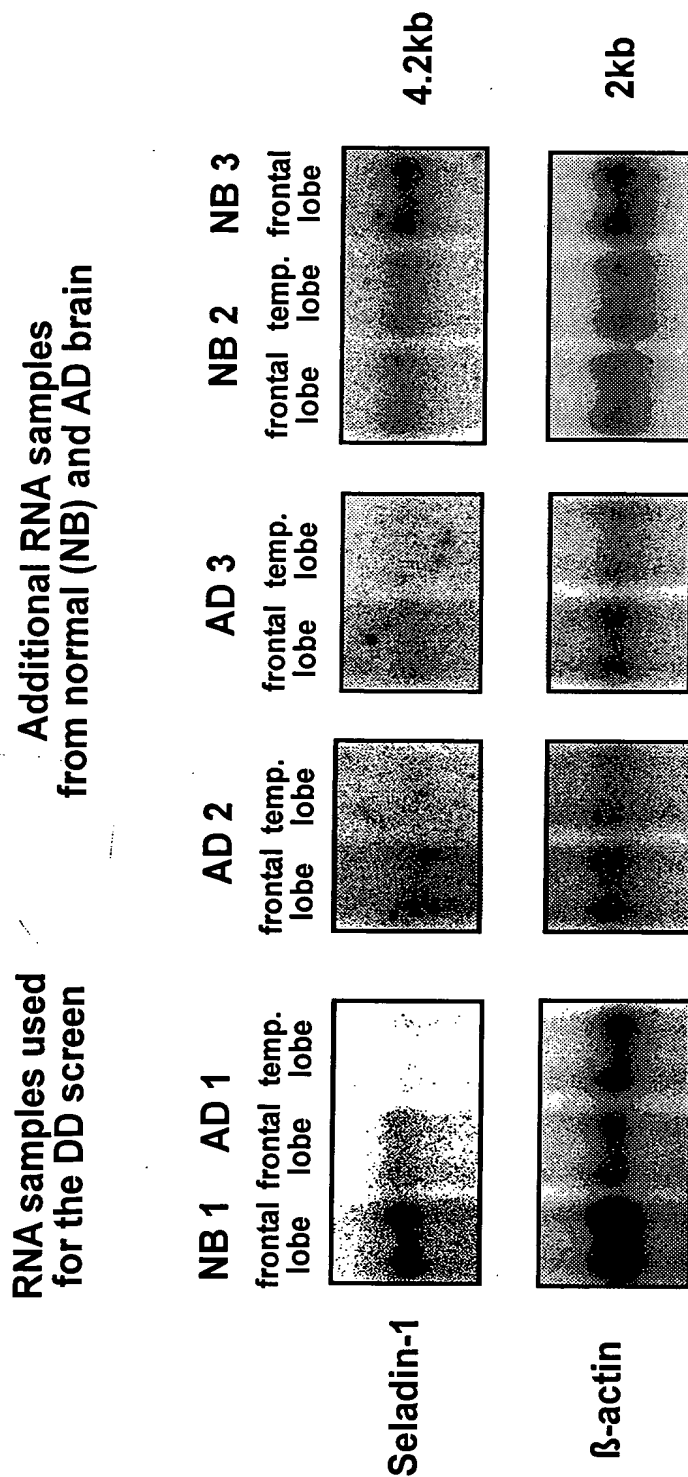 RNA samples used
for the DD screen
Additional RNA samples
from normal (NB) and AD brain
NB 1 AD 1
AD 2
AD 3
NB 2 NB 3
frontal frontal temp.
lobe lobe lobe
frontal temp.
lobe lobe
frontal temp.
lobe lobe
frontal temp. frontal
lobe lobe lobe
Seladin-1
4.2kb
ß-actin
2kb